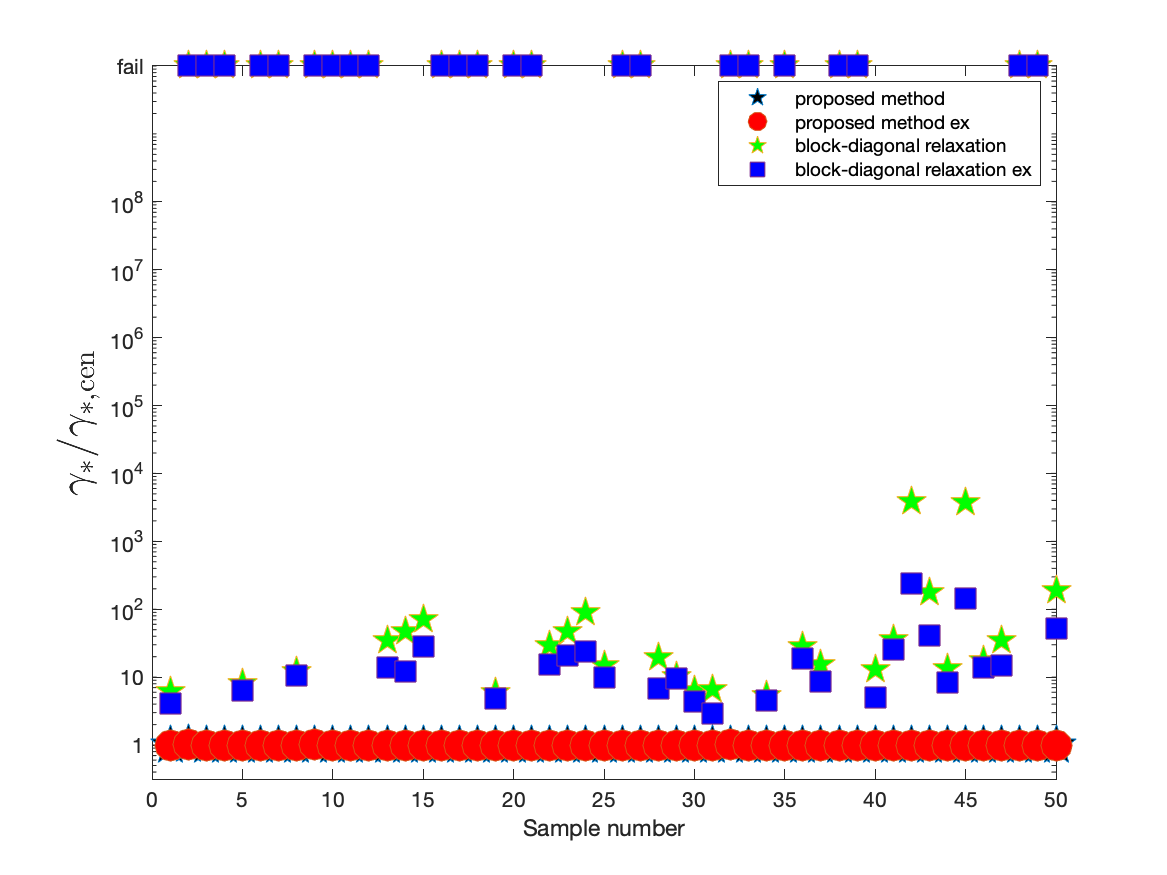 fail
10^8
10^7
10^6
10^5
10^4
10^3
10^2
10
1
γ_*/γ_{*,cen}
proposed method
proposed method ex
block-diagonal relaxation
block-diagonal relaxation ex
0 5 10 15 20 25 30 35 40 45 50
Sample number